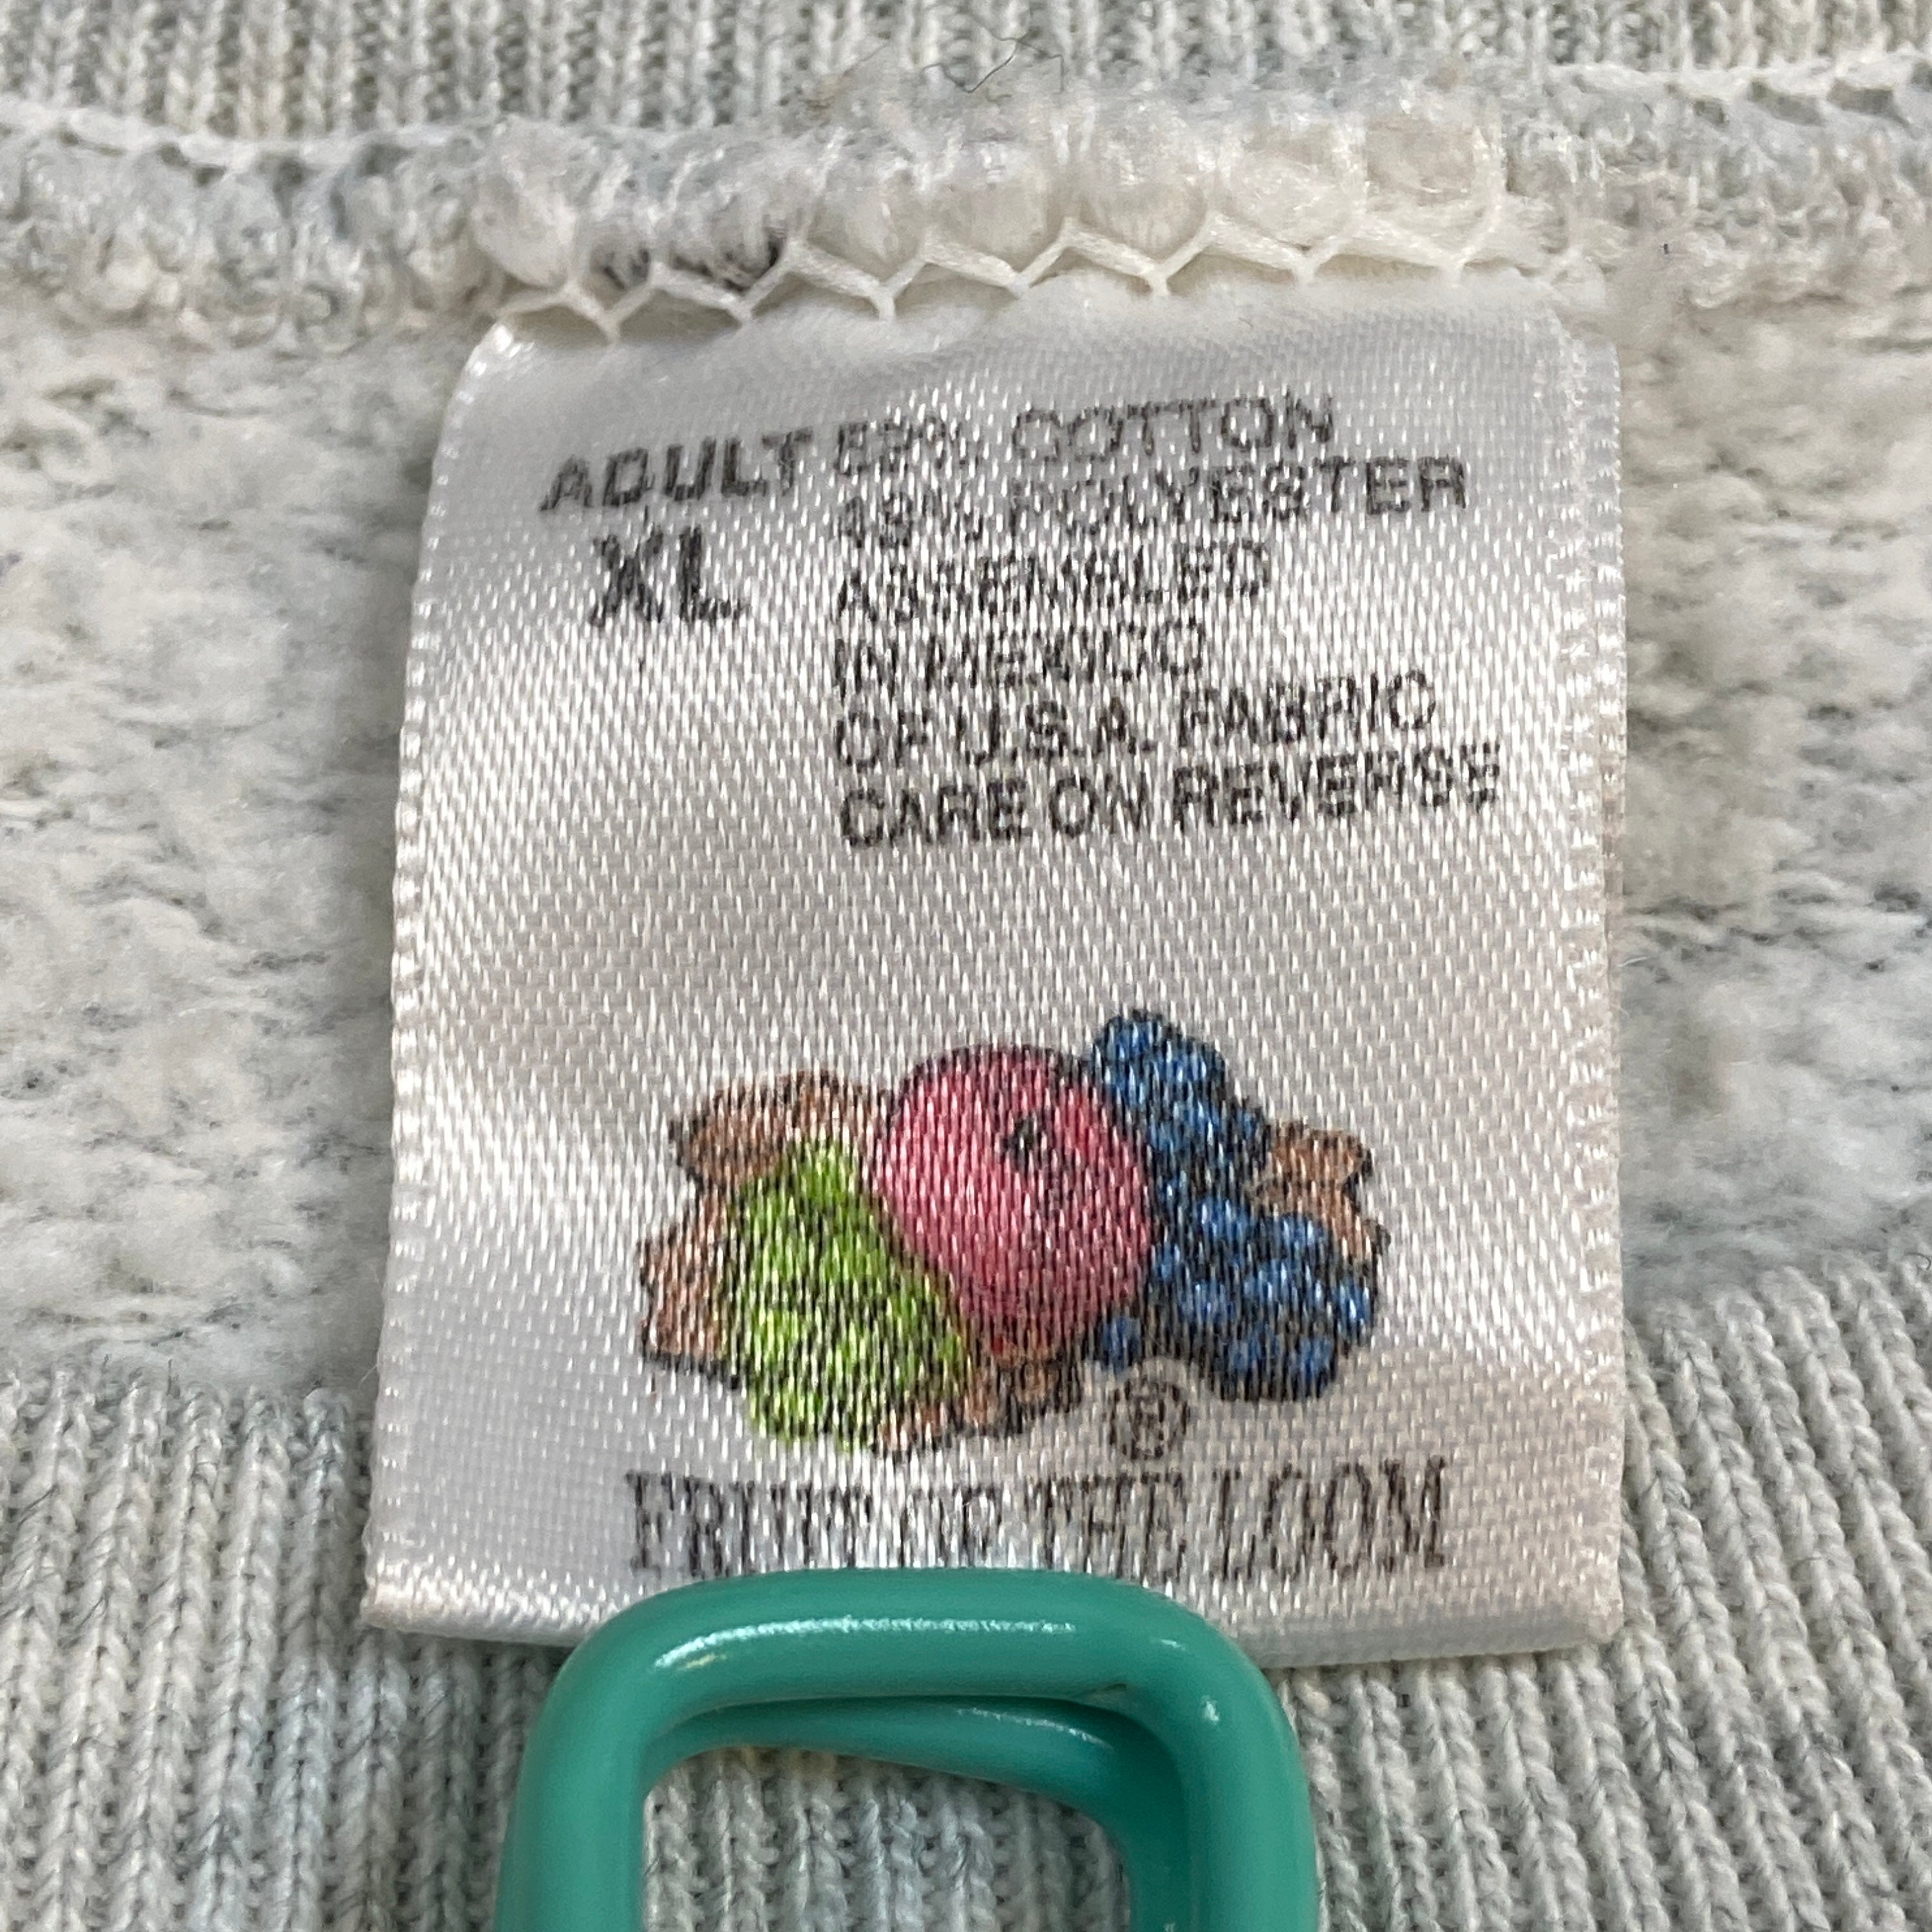 ADULT
XL
COTTON
POLYESTER
ASSEMBLED
IN MEXICO
OF U.S.A. FABRIC
CARE ON REVERSE
®
FRUIT OF THE LOOM